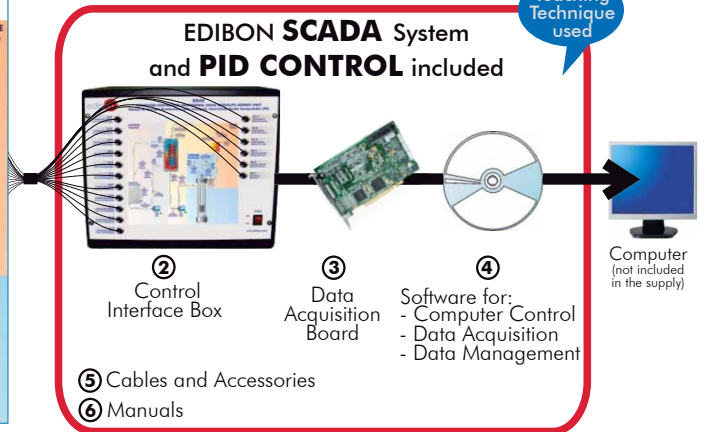 Technique
used
EDIBON SCADA System
and PID CONTROL included
2
Control
Interface Box
3
Data
Acquisition
Board
4
Software for:
- Computer Control
- Data Acquisition
- Data Management
Computer
(not included
in the supply)
5 Cables and Accessories
6 Manuals